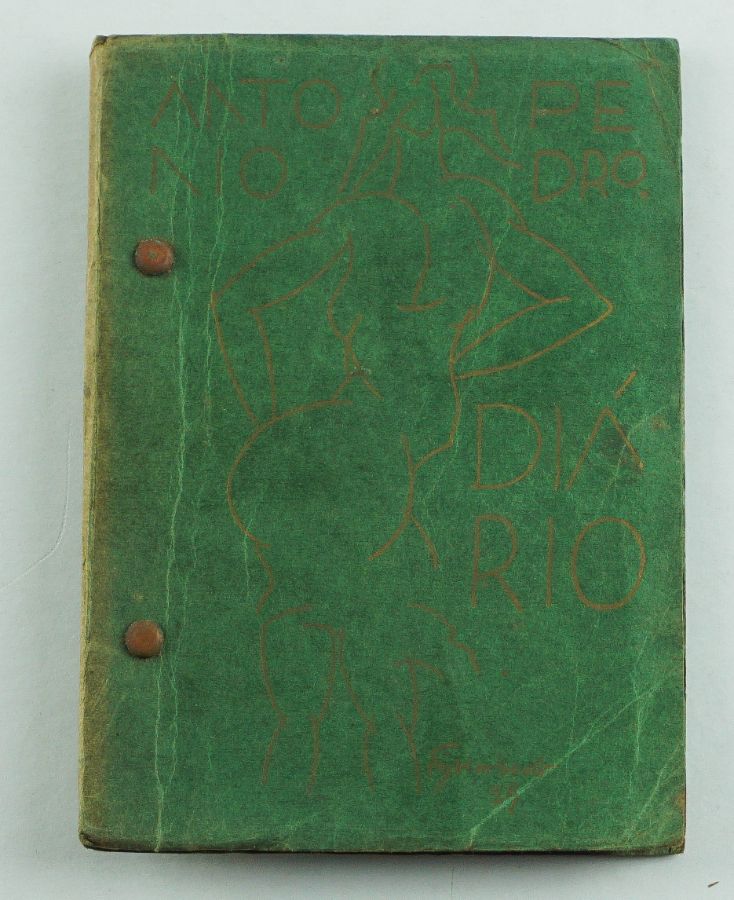 ANTO
NIO
PE
DRO.
DIÁ
RIO